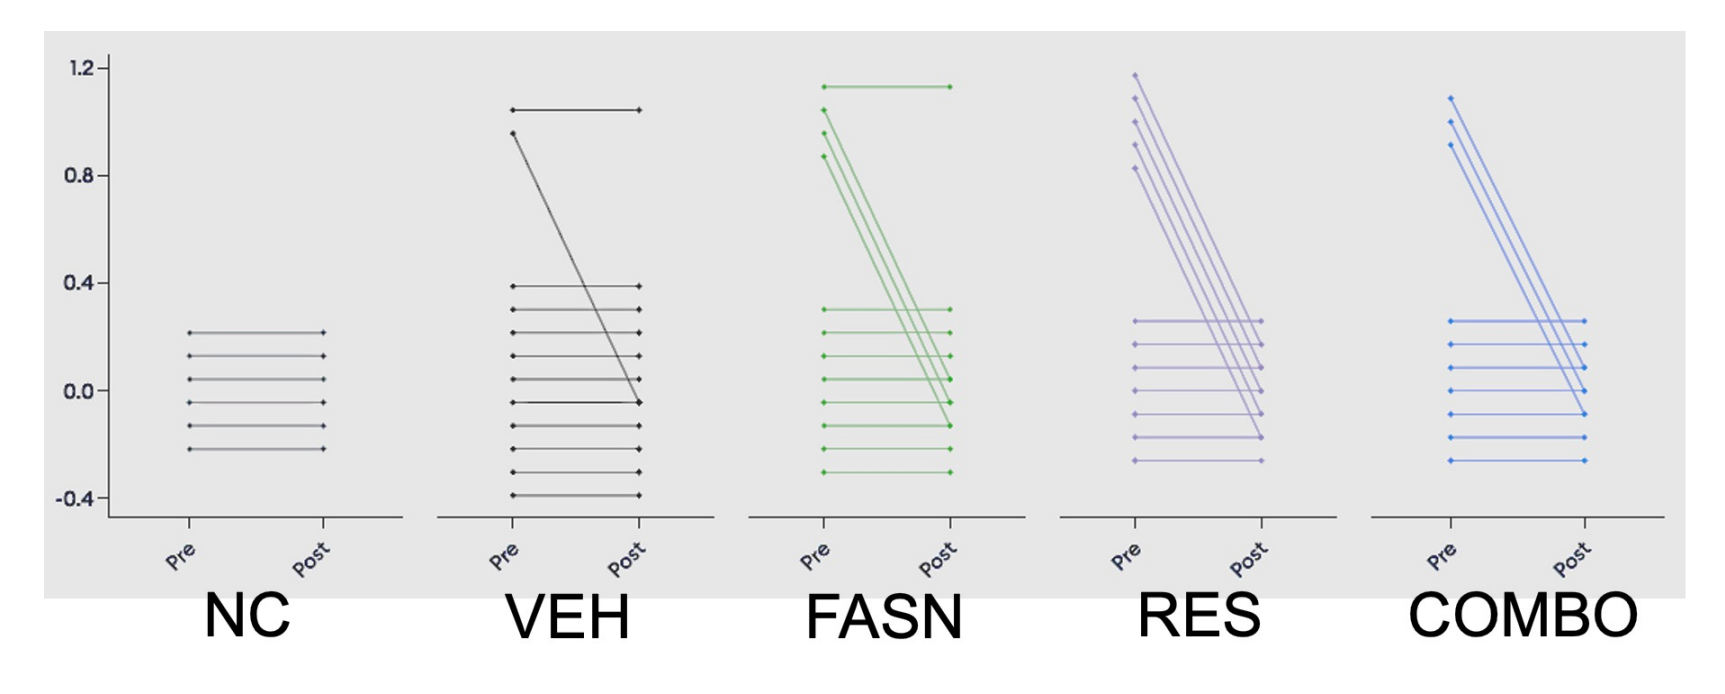 1.2
0.8
0.4
0.0
-0.4
Pre Post Pre Post Pre Post Pre Post Pre Post
NC VEH FASN RES COMBO